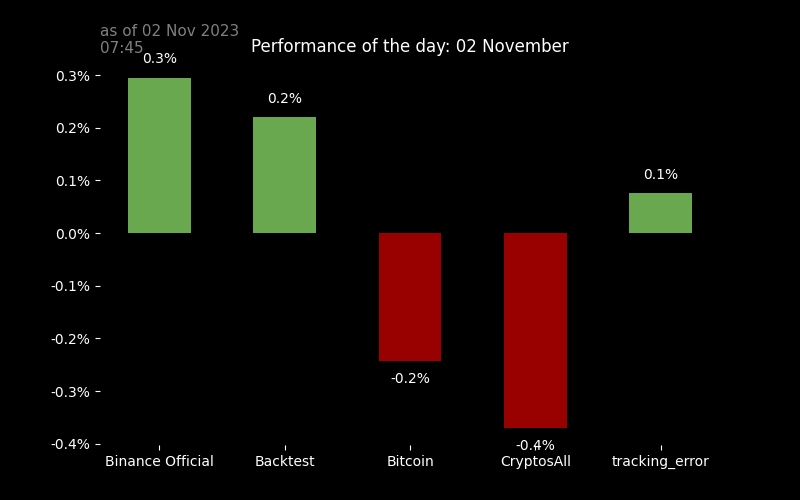 as of 02 Nov 2023
07:45
Performance of the day: 02 November
0.3%
0.3%
0.2%
0.2%
0.1%
0.1%
0.0%
-0.1%
-0.2%
-0.2%
-0.3%
-0.4%
-0.4%
Binance Official
Backtest
Bitcoin
CryptosAll
tracking_error